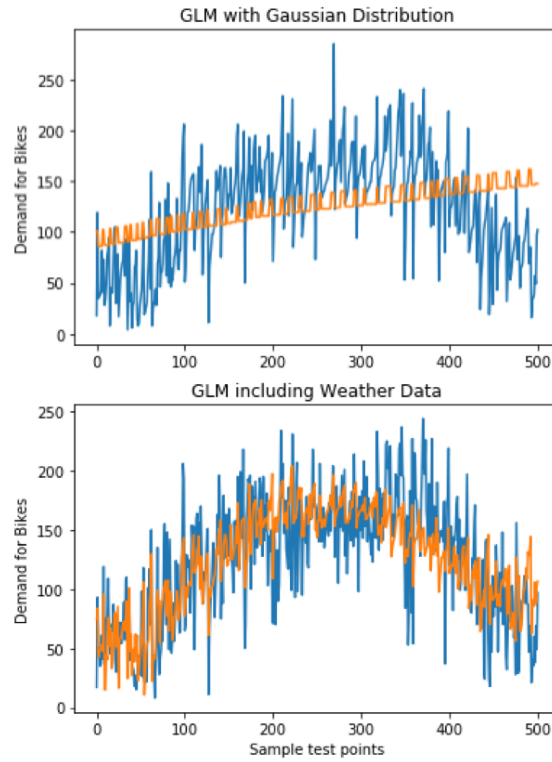 GLM with Gaussian Distribution
Demand for Bikes
250
200
150
100
50
0
0 100 200 300 400 500
GLM including Weather Data
Demand for Bikes
250
200
150
100
50
0
0 100 200 300 400 500
Sample test points